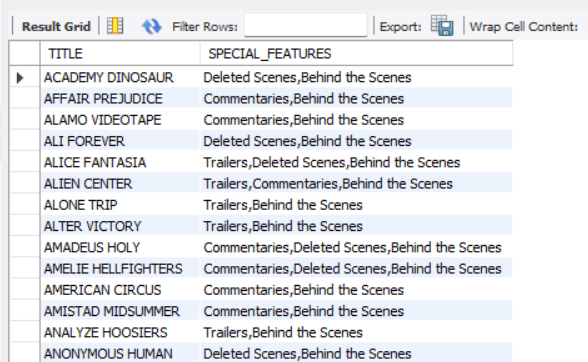 Result Grid Filter Rows: Export: Wrap Cell Content:
TITLE SPECIAL_FEATURES
ACADEMY DINOSAUR Deleted Scenes,Behind the Scenes
AFFAIR PREJUDICE Commentaries,Behind the Scenes
ALAMO VIDEOTAPE Commentaries,Behind the Scenes
ALI FOREVER Deleted Scenes,Behind the Scenes
ALICE FANTASIA Trailers,Deleted Scenes,Behind the Scenes
ALIEN CENTER Trailers,Commentaries,Behind the Scenes
ALONE TRIP Trailers,Behind the Scenes
ALTER VICTORY Trailers,Behind the Scenes
AMADEUS HOLY Commentaries,Deleted Scenes,Behind the Scenes
AMELIE HELLFIGHTERS Commentaries,Deleted Scenes,Behind the Scenes
AMERICAN CIRCUS Commentaries,Behind the Scenes
AMISTAD MIDSUMMER Commentaries,Behind the Scenes
ANALYZE HOOSIERS Trailers,Behind the Scenes
ANONYMOUS HUMAN Deleted Scenes,Behind the Scenes